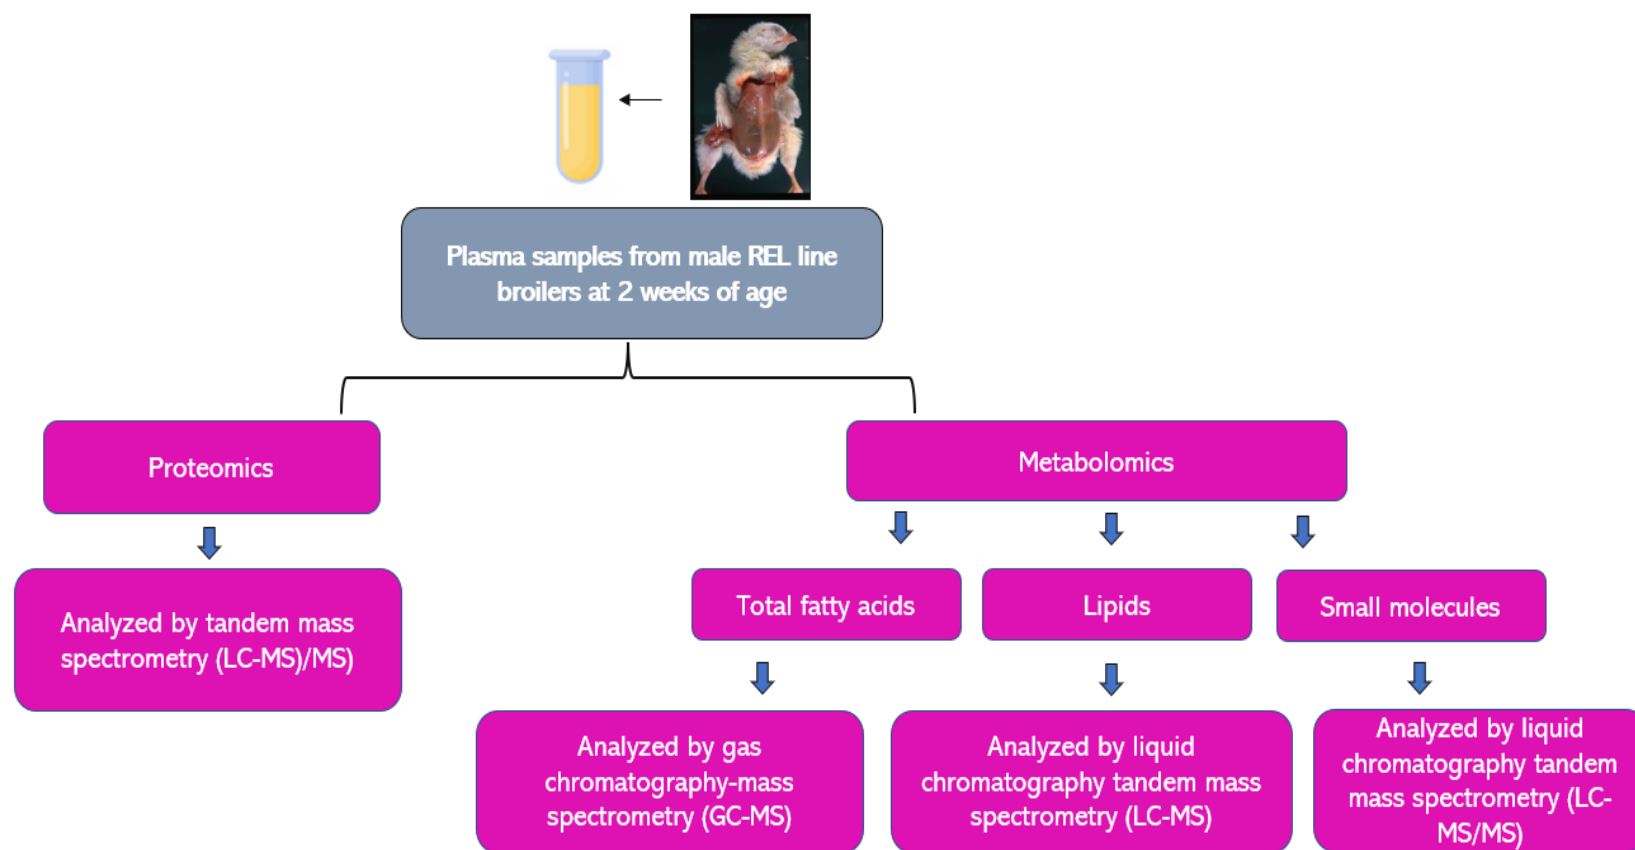 Plasma samples from male REL line
broilers at 2 weeks of age
Proteomics
Metabolomics
Analyzed by tandem mass
spectrometry (LC-MS)/MS)
Total fatty acids
Lipids
Small molecules
Analyzed by gas
chromatography-mass
spectrometry (GC-MS)
Analyzed by liquid
chromatography tandem mass
spectrometry (LC-MS)
Analyzed by liquid
chromatography tandem
mass spectrometry (LC-
MS/MS)